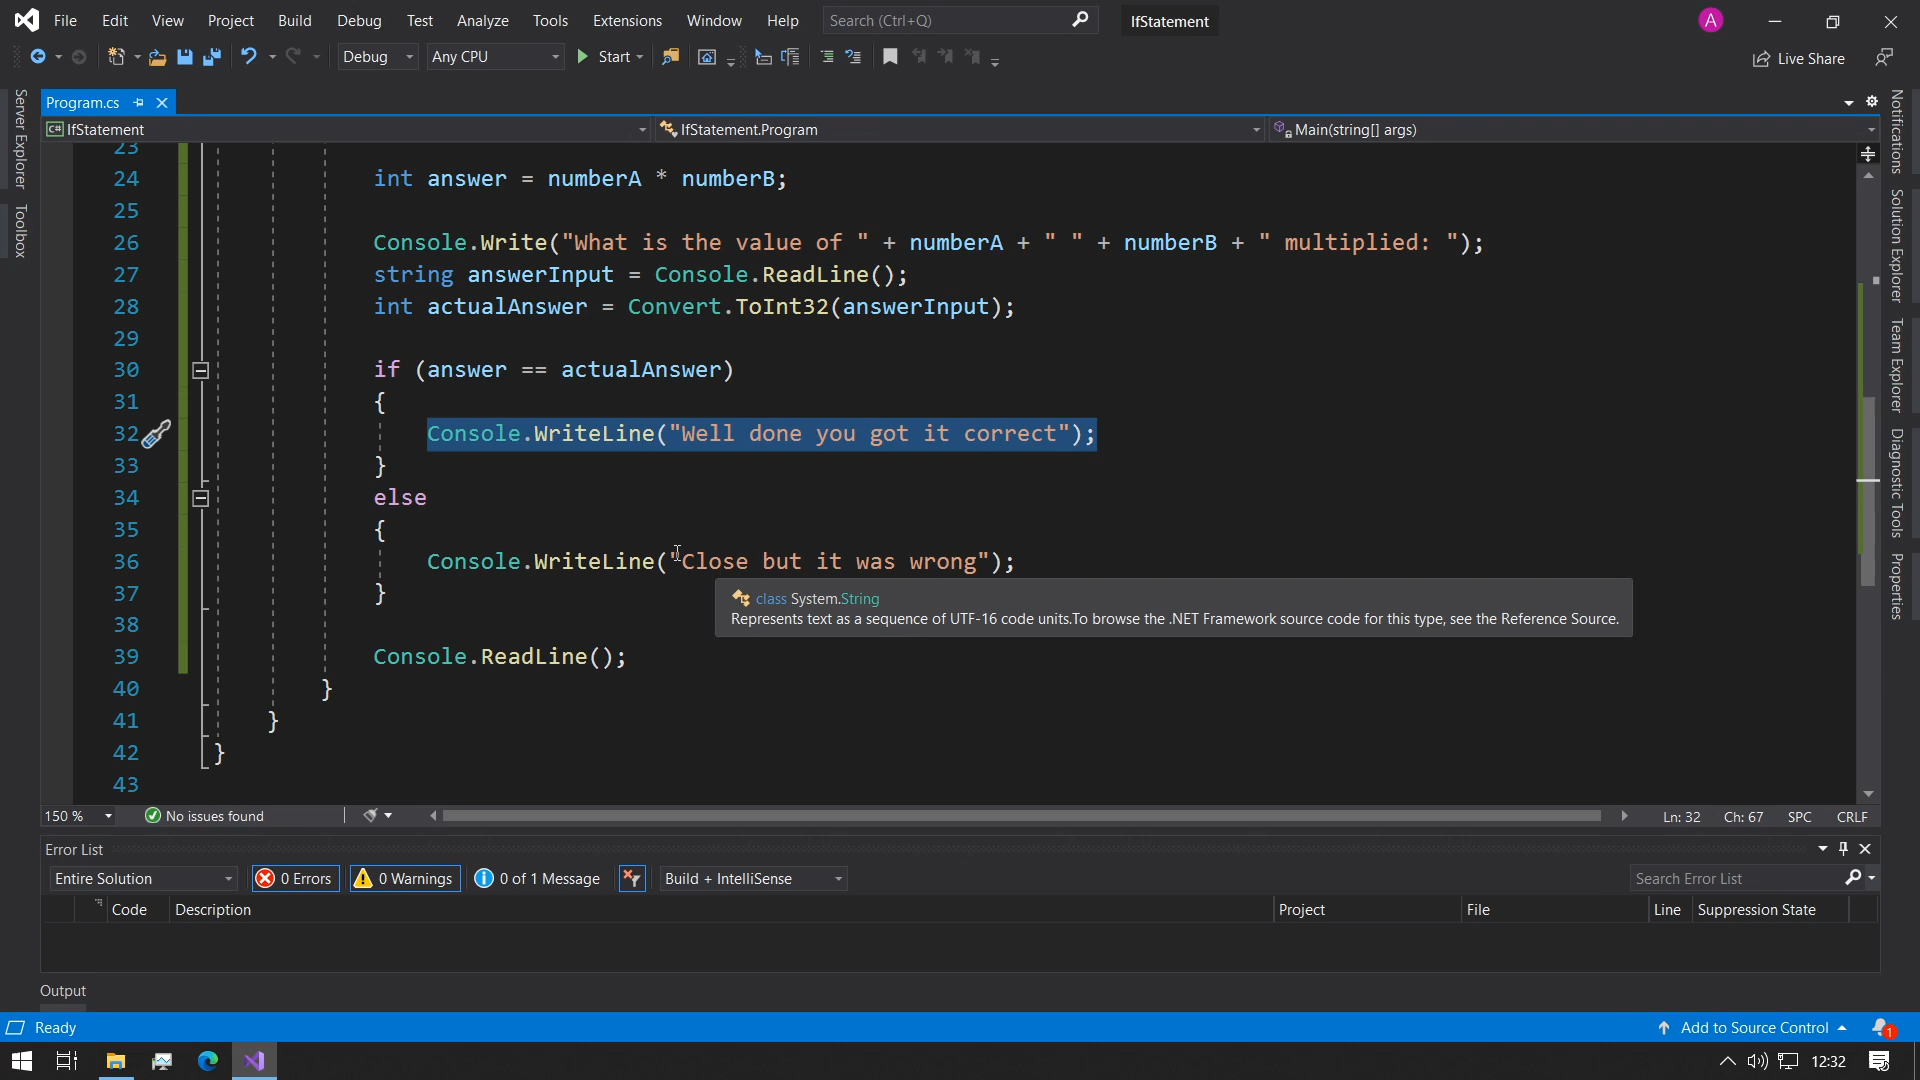 File Edit View Project Build Debug Test Analyze Tools Extensions Window Help Search (Ctrl+Q) IfStatement A
Debug Any CPU Start Live Share
Server Explorer
Toolbox
Program.cs
C# IfStatement IfStatement.Program Main(string[] args)
23
24 int answer = numberA * numberB;
25
26 Console.Write("What is the value of " + numberA + " " + numberB + " multiplied: ");
27 string answerInput = Console.ReadLine();
28 int actualAnswer = Convert.ToInt32(answerInput);
29
30 if (answer == actualAnswer)
31 {
32 Console.WriteLine("Well done you got it correct");
33 }
34 else
35 {
36 Console.WriteLine("Close but it was wrong");
37 }
class System.String
Represents text as a sequence of UTF-16 code units.To browse the .NET Framework source code for this type, see the Reference Source.
38
39 Console.ReadLine();
40 }
41 }
42 }
43
Notifications
Solution Explorer
Team Explorer
Diagnostic Tools
Properties
150 % No issues found Ln: 32 Ch: 67 SPC CRLF
Error List
Entire Solution 0 Errors 0 Warnings 0 of 1 Message Build + IntelliSense Search Error List
Code Description Project File Line Suppression State
Output
Ready Add to Source Control 1
12:32